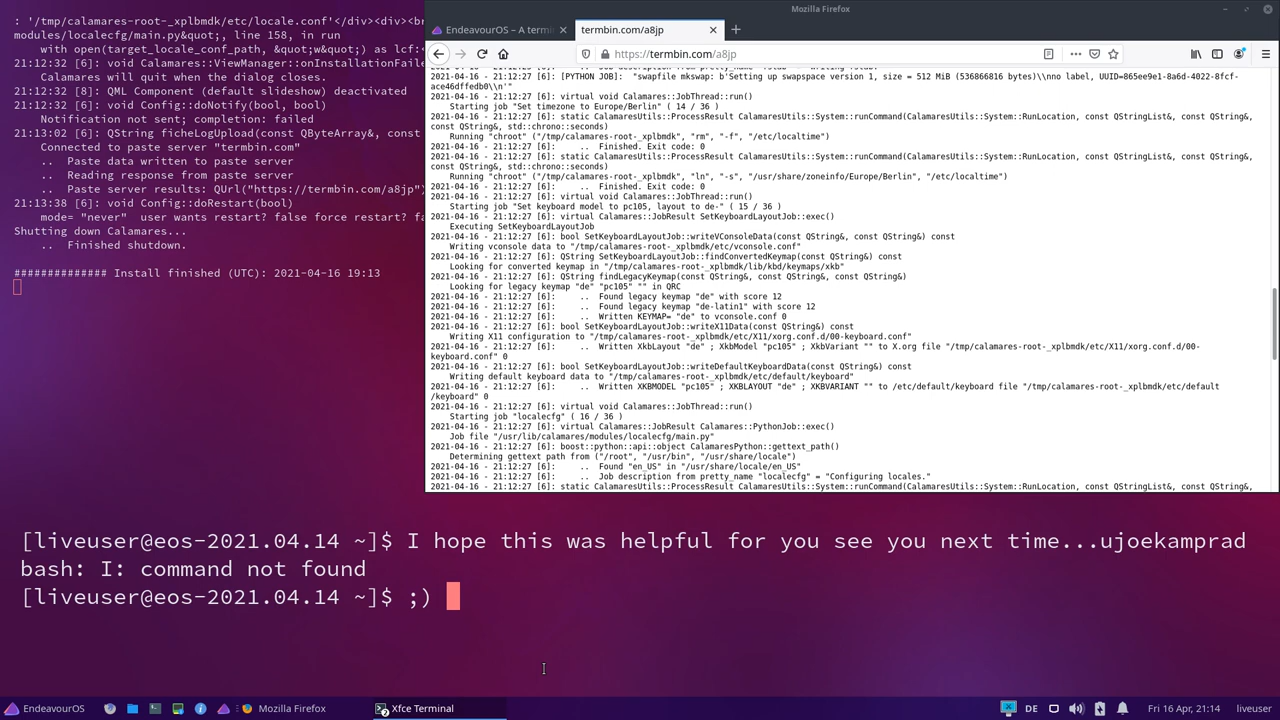 : '/tmp/calamares-root-_xplbmdk/etc/locale.conf'</div><div><br
modules/localecfg/main.py&quot;, line 158, in run
with open(target_locale_conf_path, &quot;w&quot;) as lcf:<
21:13:02 [6]: void Calamares::ViewManager::onInstallationFaile
Calamares will quit when the dialog closes.
21:13:02 [8]: QML Component (default slideshow) deactivated
21:13:02 [6]: void Config::doNotify(bool, bool)
Notification not sent; completion: failed
21:13:02 [6]: QString ficheLogUpload(const QByteArray&, const
Connected to paste server "termbin.com"
.. Paste data written to paste server
.. Reading response from paste server
.. Paste server results: QUrl("https://termbin.com/a8jp")
21:13:38 [6]: void Config::doRestart(bool)
mode= "never" user wants restart? false force restart? fa
Shutting down Calamares...
.. Finished shutdown.
############## Install finished (UTC): 2021-04-16 19:13
Mozilla Firefox
EndeavourOS – A termi
termbin.com/a8jp
https://termbin.com/a8jp
2021-04-16 - 21:12:27 [6]: [PYTHON JOB]: "swapfile mkswap: b'Setting up swapspace version 1, size = 512 MiB (536866816 bytes)\\nno label, UUID=865ee9e1-8a6d-4022-8fcf-
ace46dffedb0\\n'"
2021-04-16 - 21:12:27 [6]: virtual void Calamares::JobThread::run()
Starting job "Set timezone to Europe/Berlin" ( 14 / 36 )
2021-04-16 - 21:12:27 [6]: static CalamaresUtils::ProcessResult CalamaresUtils::System::runCommand(CalamaresUtils::System::RunLocation, const QStringList&, const QString&,
const QString&, std::chrono::seconds)
Running "chroot" ("/tmp/calamares-root-_xplbmdk", "rm", "-f", "/etc/localtime")
2021-04-16 - 21:12:27 [6]: .. Finished. Exit code: 0
2021-04-16 - 21:12:27 [6]: static CalamaresUtils::ProcessResult CalamaresUtils::System::runCommand(CalamaresUtils::System::RunLocation, const QStringList&, const QString&,
const QString&, std::chrono::seconds)
Running "chroot" ("/tmp/calamares-root-_xplbmdk", "ln", "-s", "/usr/share/zoneinfo/Europe/Berlin", "/etc/localtime")
2021-04-16 - 21:12:27 [6]: .. Finished. Exit code: 0
2021-04-16 - 21:12:27 [6]: virtual void Calamares::JobThread::run()
Starting job "Set keyboard model to pc105, layout to de-" ( 15 / 36 )
2021-04-16 - 21:12:27 [6]: virtual Calamares::JobResult SetKeyboardLayoutJob::exec()
Executing SetKeyboardLayoutJob
2021-04-16 - 21:12:27 [6]: bool SetKeyboardLayoutJob::writeVConsoleData(const QString&, const QString&) const
Writing vconsole data to "/tmp/calamares-root-_xplbmdk/etc/vconsole.conf"
2021-04-16 - 21:12:27 [6]: QString SetKeyboardLayoutJob::findConvertedKeymap(const QString&) const
Looking for converted keymap in "/tmp/calamares-root-_xplbmdk/lib/kbd/keymaps/xkb"
2021-04-16 - 21:12:27 [6]: QString findLegacyKeymap(const QString&, const QString&, const QString&)
Looking for legacy keymap "de" "pc105" "" in QRC
2021-04-16 - 21:12:27 [6]: .. Found legacy keymap "de" with score 12
2021-04-16 - 21:12:27 [6]: .. Found legacy keymap "de-latin1" with score 12
2021-04-16 - 21:12:27 [6]: .. Written KEYMAP= "de" to vconsole.conf 0
2021-04-16 - 21:12:27 [6]: bool SetKeyboardLayoutJob::writeX11Data(const QString&) const
Writing X11 configuration to "/tmp/calamares-root-_xplbmdk/etc/X11/xorg.conf.d/00-keyboard.conf"
2021-04-16 - 21:12:27 [6]: .. Written XkbLayout "de" ; XkbModel "pc105" ; XkbVariant "" to X.org file "/tmp/calamares-root-_xplbmdk/etc/X11/xorg.conf.d/00-
keyboard.conf" 0
2021-04-16 - 21:12:27 [6]: bool SetKeyboardLayoutJob::writeDefaultKeyboardData(const QString&) const
Writing default keyboard data to "/tmp/calamares-root-_xplbmdk/etc/default/keyboard"
2021-04-16 - 21:12:27 [6]: .. Written XKBMODEL "pc105" ; XKBLAYOUT "de" ; XKBVARIANT "" to /etc/default/keyboard file "/tmp/calamares-root-_xplbmdk/etc/default
/keyboard" 0
2021-04-16 - 21:12:27 [6]: virtual void Calamares::JobThread::run()
Starting job "localecfg" ( 16 / 36 )
2021-04-16 - 21:12:27 [6]: virtual Calamares::JobResult Calamares::PythonJob::exec()
Job file "/usr/lib/calamares/modules/localecfg/main.py"
2021-04-16 - 21:12:27 [6]: boost::python::api::object CalamaresPython::gettext_path()
Determining gettext path from ("/root", "/usr/bin", "/usr/share/locale")
2021-04-16 - 21:12:27 [6]: .. Found "en_US" in "/usr/share/locale/en_US"
2021-04-16 - 21:12:27 [6]: .. Job description from pretty_name "localecfg" = "Configuring locales."
2021-04-16 - 21:12:27 [6]: static CalamaresUtils::ProcessResult CalamaresUtils::System::runCommand(CalamaresUtils::System::RunLocation, const QStringList&, const QString&,
[liveuser@eos-2021.04.14 ~]$ I hope this was helpful for you see you next time...ujoekamprad
bash: I: command not found
[liveuser@eos-2021.04.14 ~]$ ;)
EndeavourOS
Mozilla Firefox
2
Xfce Terminal
DE
Fri 16 Apr, 21:14
liveuser